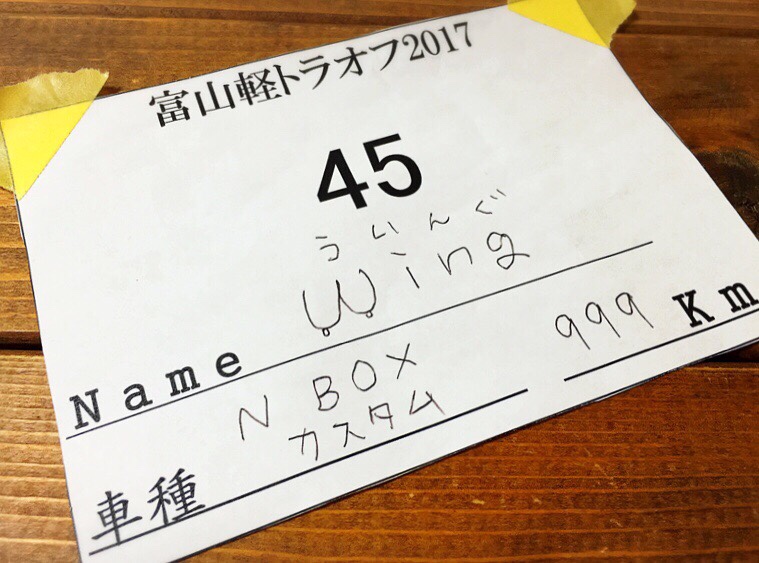 富山軽トラオフ2017
45
ういんぐ
Name Wing
999 Km
車種 N BOX
カスタム